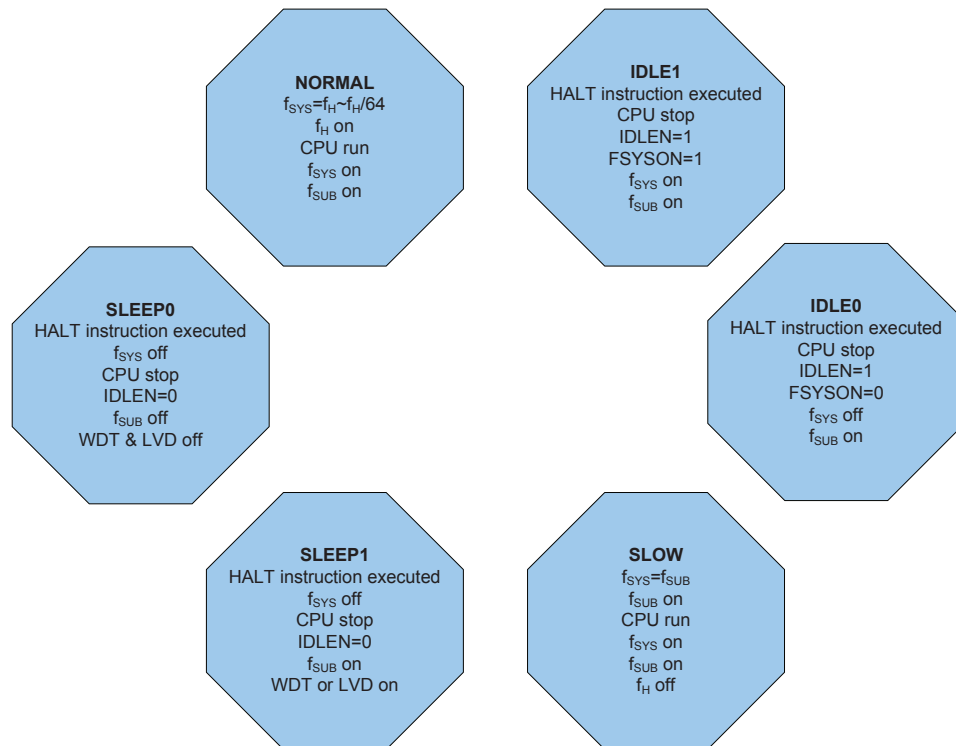 NORMAL
fSYS=fH~fH/64
fH on
CPU run
fSYS on
fSUB on
IDLE1
HALT instruction executed
CPU stop
IDLEN=1
FSYSON=1
fSYS on
fSUB on
SLEEP0
HALT instruction executed
fSYS off
CPU stop
IDLEN=0
fSUB off
WDT & LVD off
IDLE0
HALT instruction executed
CPU stop
IDLEN=1
FSYSON=0
fSYS off
fSUB on
SLEEP1
HALT instruction executed
fSYS off
CPU stop
IDLEN=0
fSUB on
WDT or LVD on
SLOW
fSYS=fSUB
fSUB on
CPU run
fSYS on
fSUB on
fH off